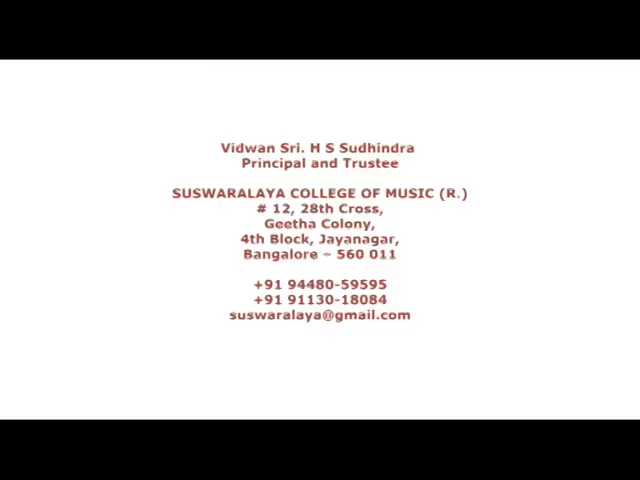 Vidwan Sri. H S Sudhindra
Principal and Trustee
SUSWARALAYA COLLEGE OF MUSIC (R.)
# 12, 28th Cross,
Geetha Colony,
4th Block, Jayanagar,
Bangalore – 560 011
+91 94480-59595
+91 91130-18084
suswaralaya@gmail.com